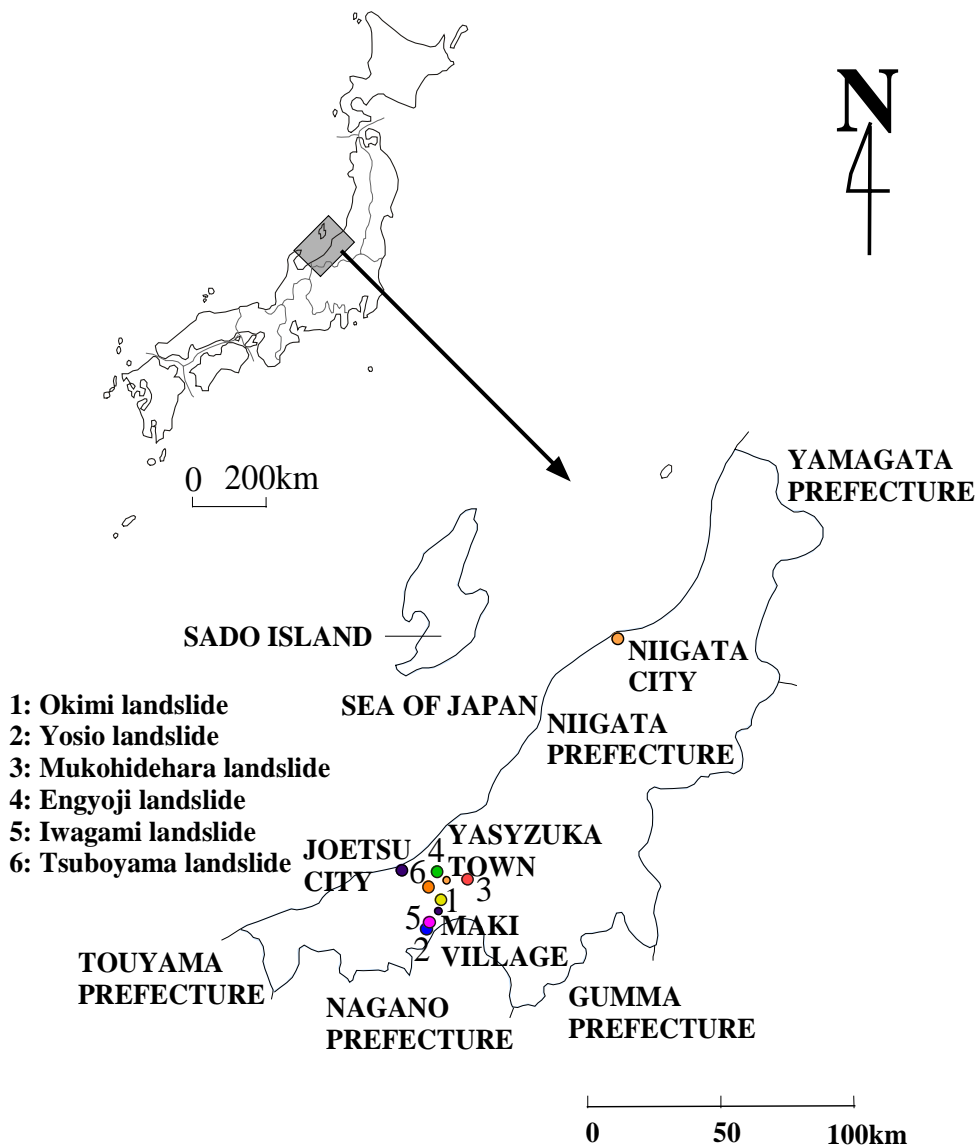 N
0 200km
YAMAGATA
PREFECTURE
SADO ISLAND
NIIGATA
CITY
SEA OF JAPAN
NIIGATA
PREFECTURE
1: Okimi landslide
2: Yosio landslide
3: Mukohidehara landslide
4: Engyoji landslide
5: Iwagami landslide
6: Tsuboyama landslide
JOETSU
CITY
YASYZUKA
TOWN
4
6
3
1
5
2
MAKI
VILLAGE
TOUYAMA
PREFECTURE
NAGANO
PREFECTURE
GUMMA
PREFECTURE
0 50 100km